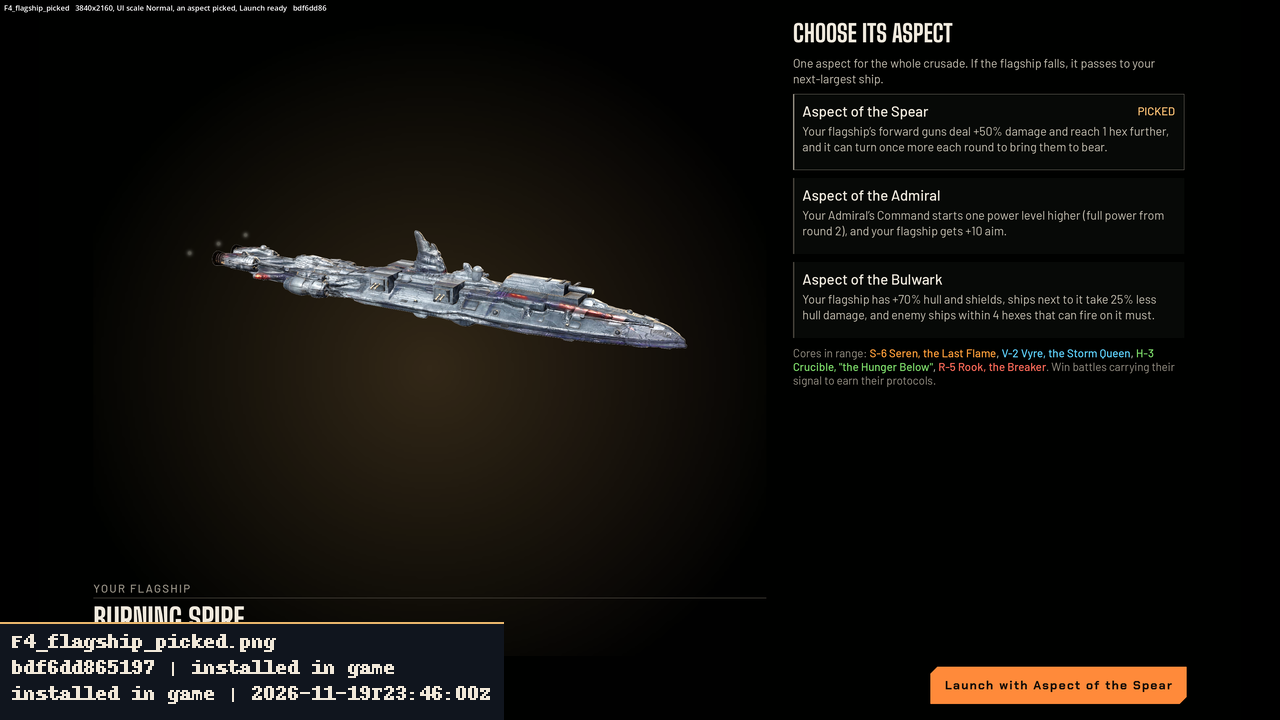 F4_flagship_picked 3840x2160, UI scale Normal, an aspect picked, Launch ready bdf6dd86
CHOOSE ITS ASPECT
One aspect for the whole crusade. If the flagship falls, it passes to your
next-largest ship.
Aspect of the Spear PICKED
Your flagship's forward guns deal +50% damage and reach 1 hex further,
and it can turn once more each round to bring them to bear.
Aspect of the Admiral
Your Admiral's Command starts one power level higher (full power from
round 2), and your flagship gets +10 aim.
Aspect of the Bulwark
Your flagship has +70% hull and shields, ships next to it take 25% less
hull damage, and enemy ships within 4 hexes that can fire on it must.
Cores in range: S-6 Seren, the Last Flame, V-2 Vyre, the Storm Queen, H-3
Crucible, "the Hunger Below", R-5 Rook, the Breaker. Win battles carrying their
signal to earn their protocols.
YOUR FLAGSHIP
BURNING SPIRE
F4_flagship_picked.png
bdf6dd865197 | installed in game
installed in game | 2026-11-19T23:46:00Z
Launch with Aspect of the Spear